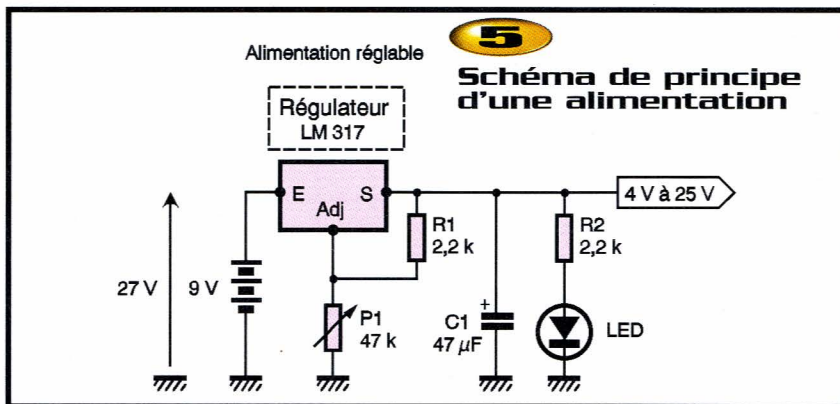 5
Alimentation réglable
Schéma de principe
d'une alimentation
Régulateur
LM 317
E
S
Adj
4 V à 25 V
R1
2,2 k
R2
2,2 k
27 V
9 V
P1
47 k
+
C1
47 µF
LED